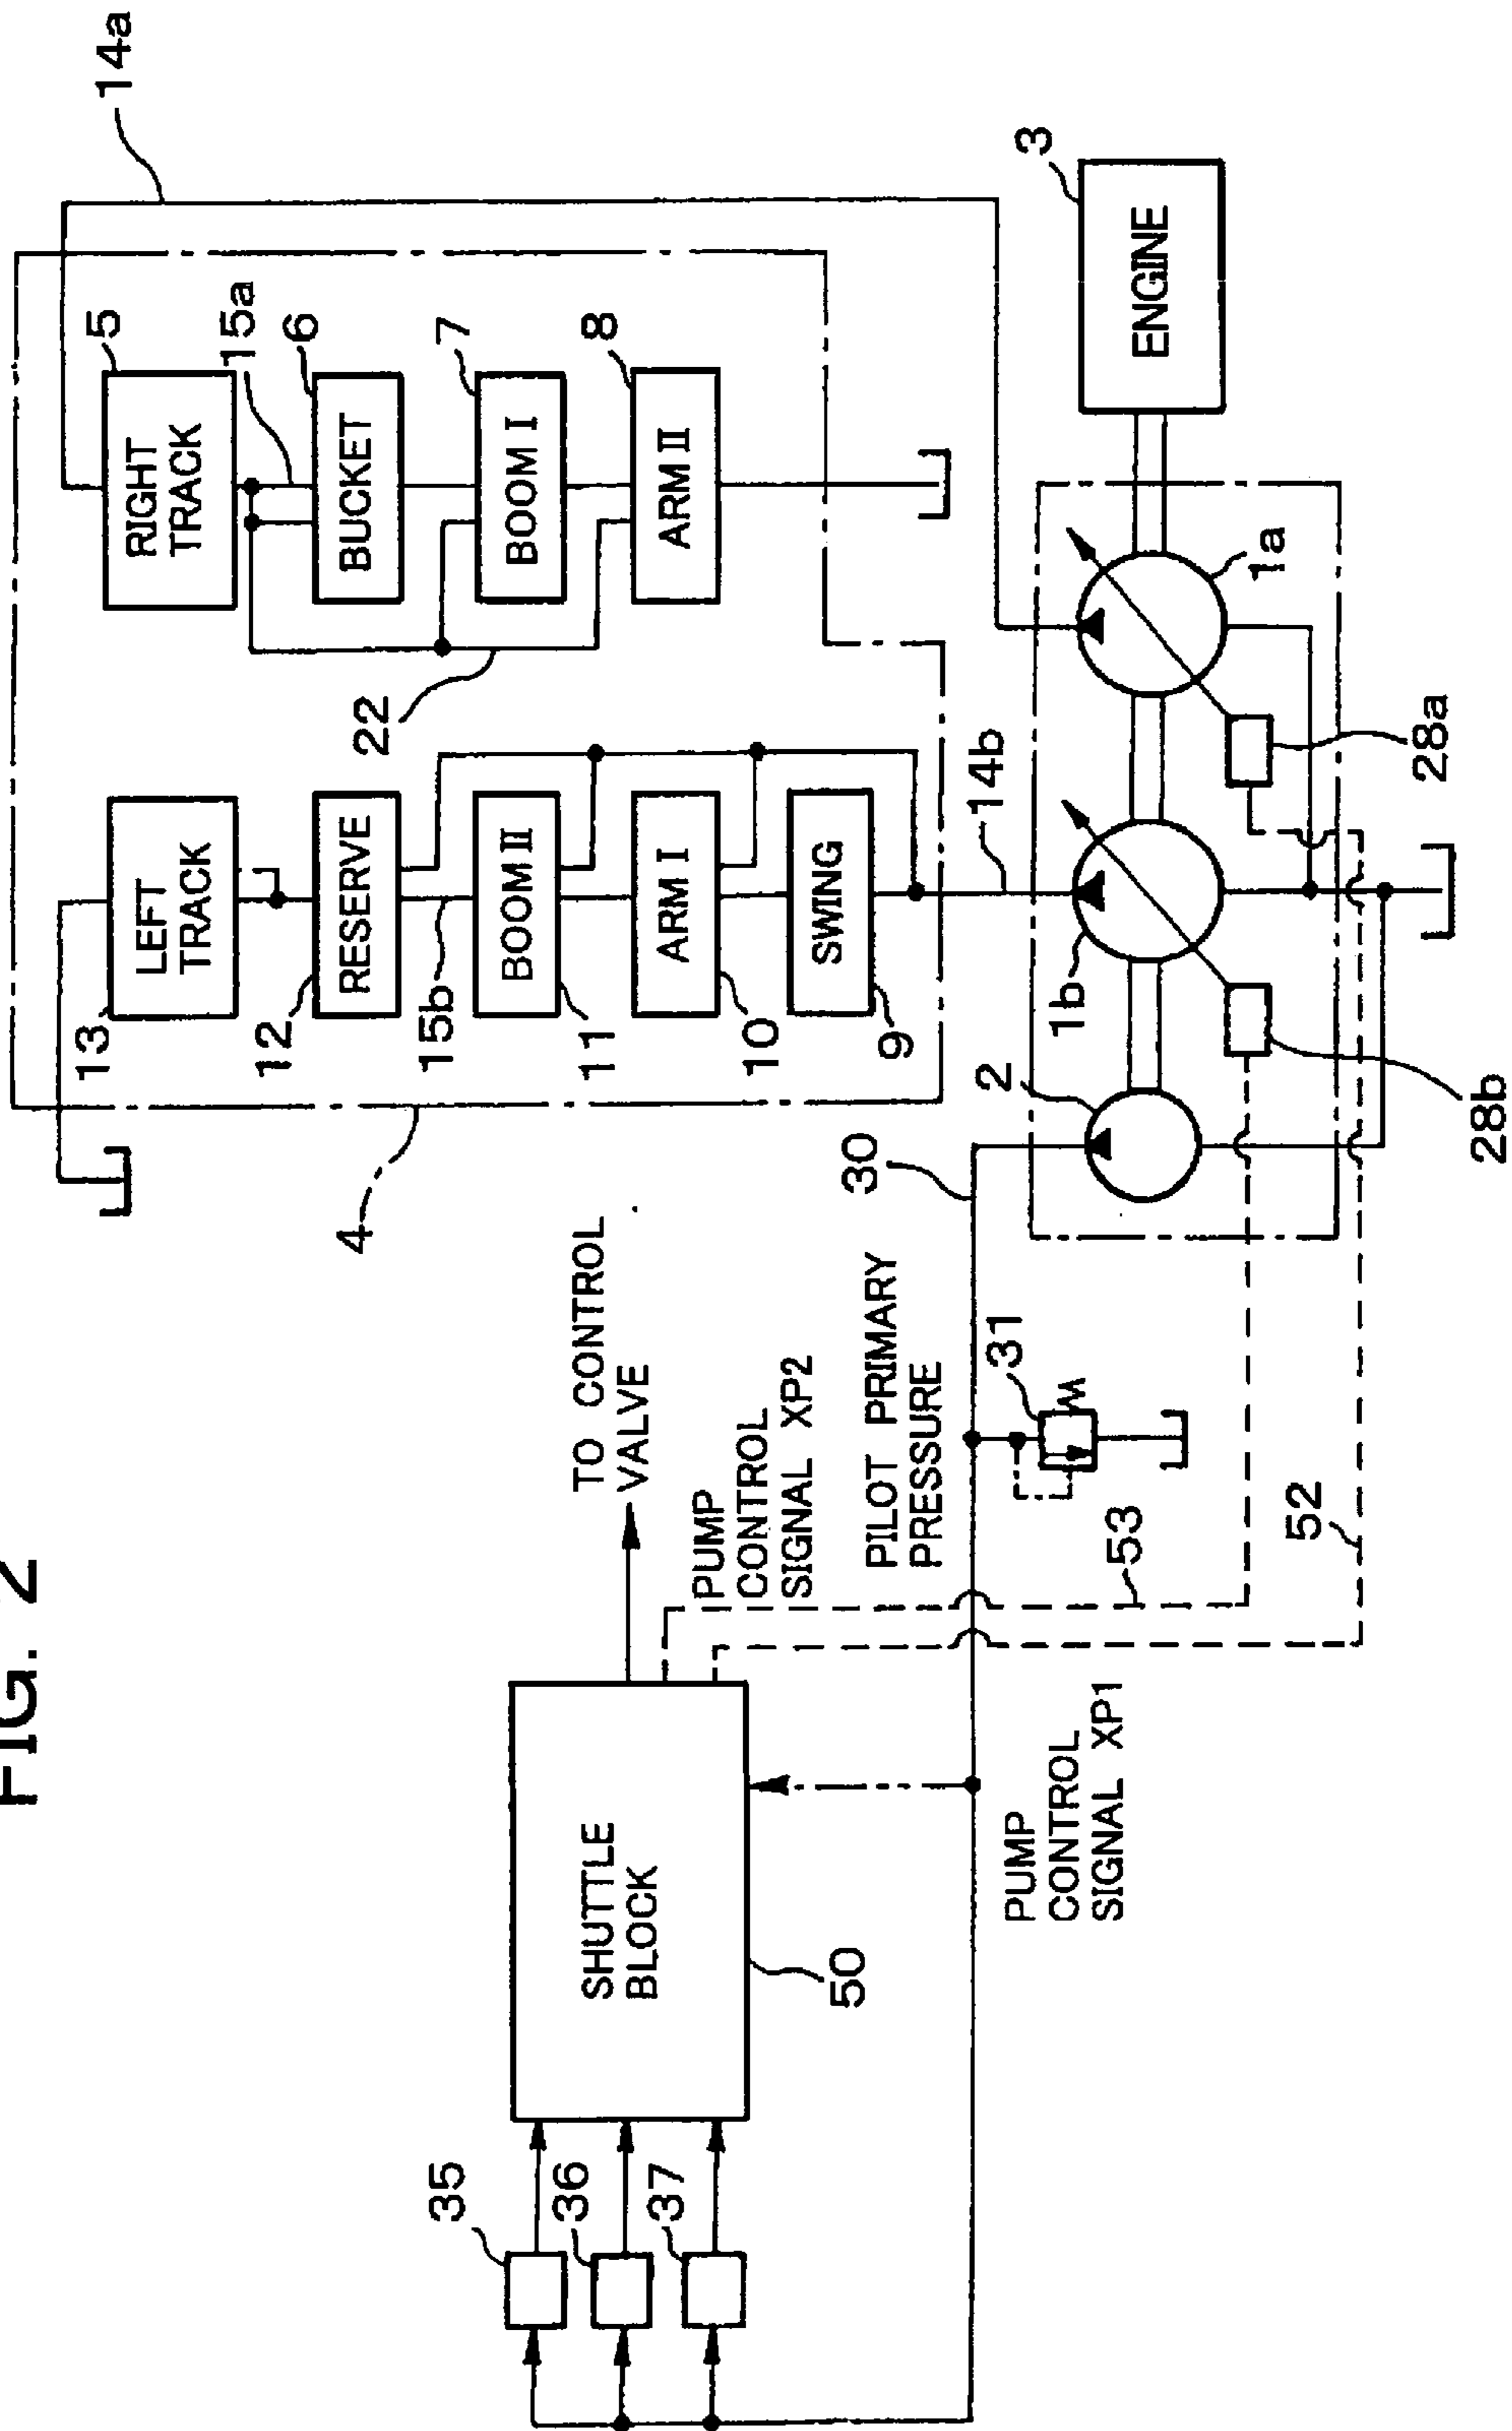 FIG. 2
35
36
37
SHUTTLE
BLOCK
50
TO CONTROL
VALVE
PUMP
CONTROL
SIGNAL XP2
PILOT PRIMARY
PRESSURE
PUMP
CONTROL
SIGNAL XP1
31
53
52
30
4
13
LEFT
TRACK
12
RESERVE
15b
11
BOOM II
10
ARM I
9
SWING
14b
22
5
RIGHT
TRACK
15a
6
BUCKET
7
BOOM I
8
ARM II
14a
2
1b
1a
28b
28a
3
ENGINE